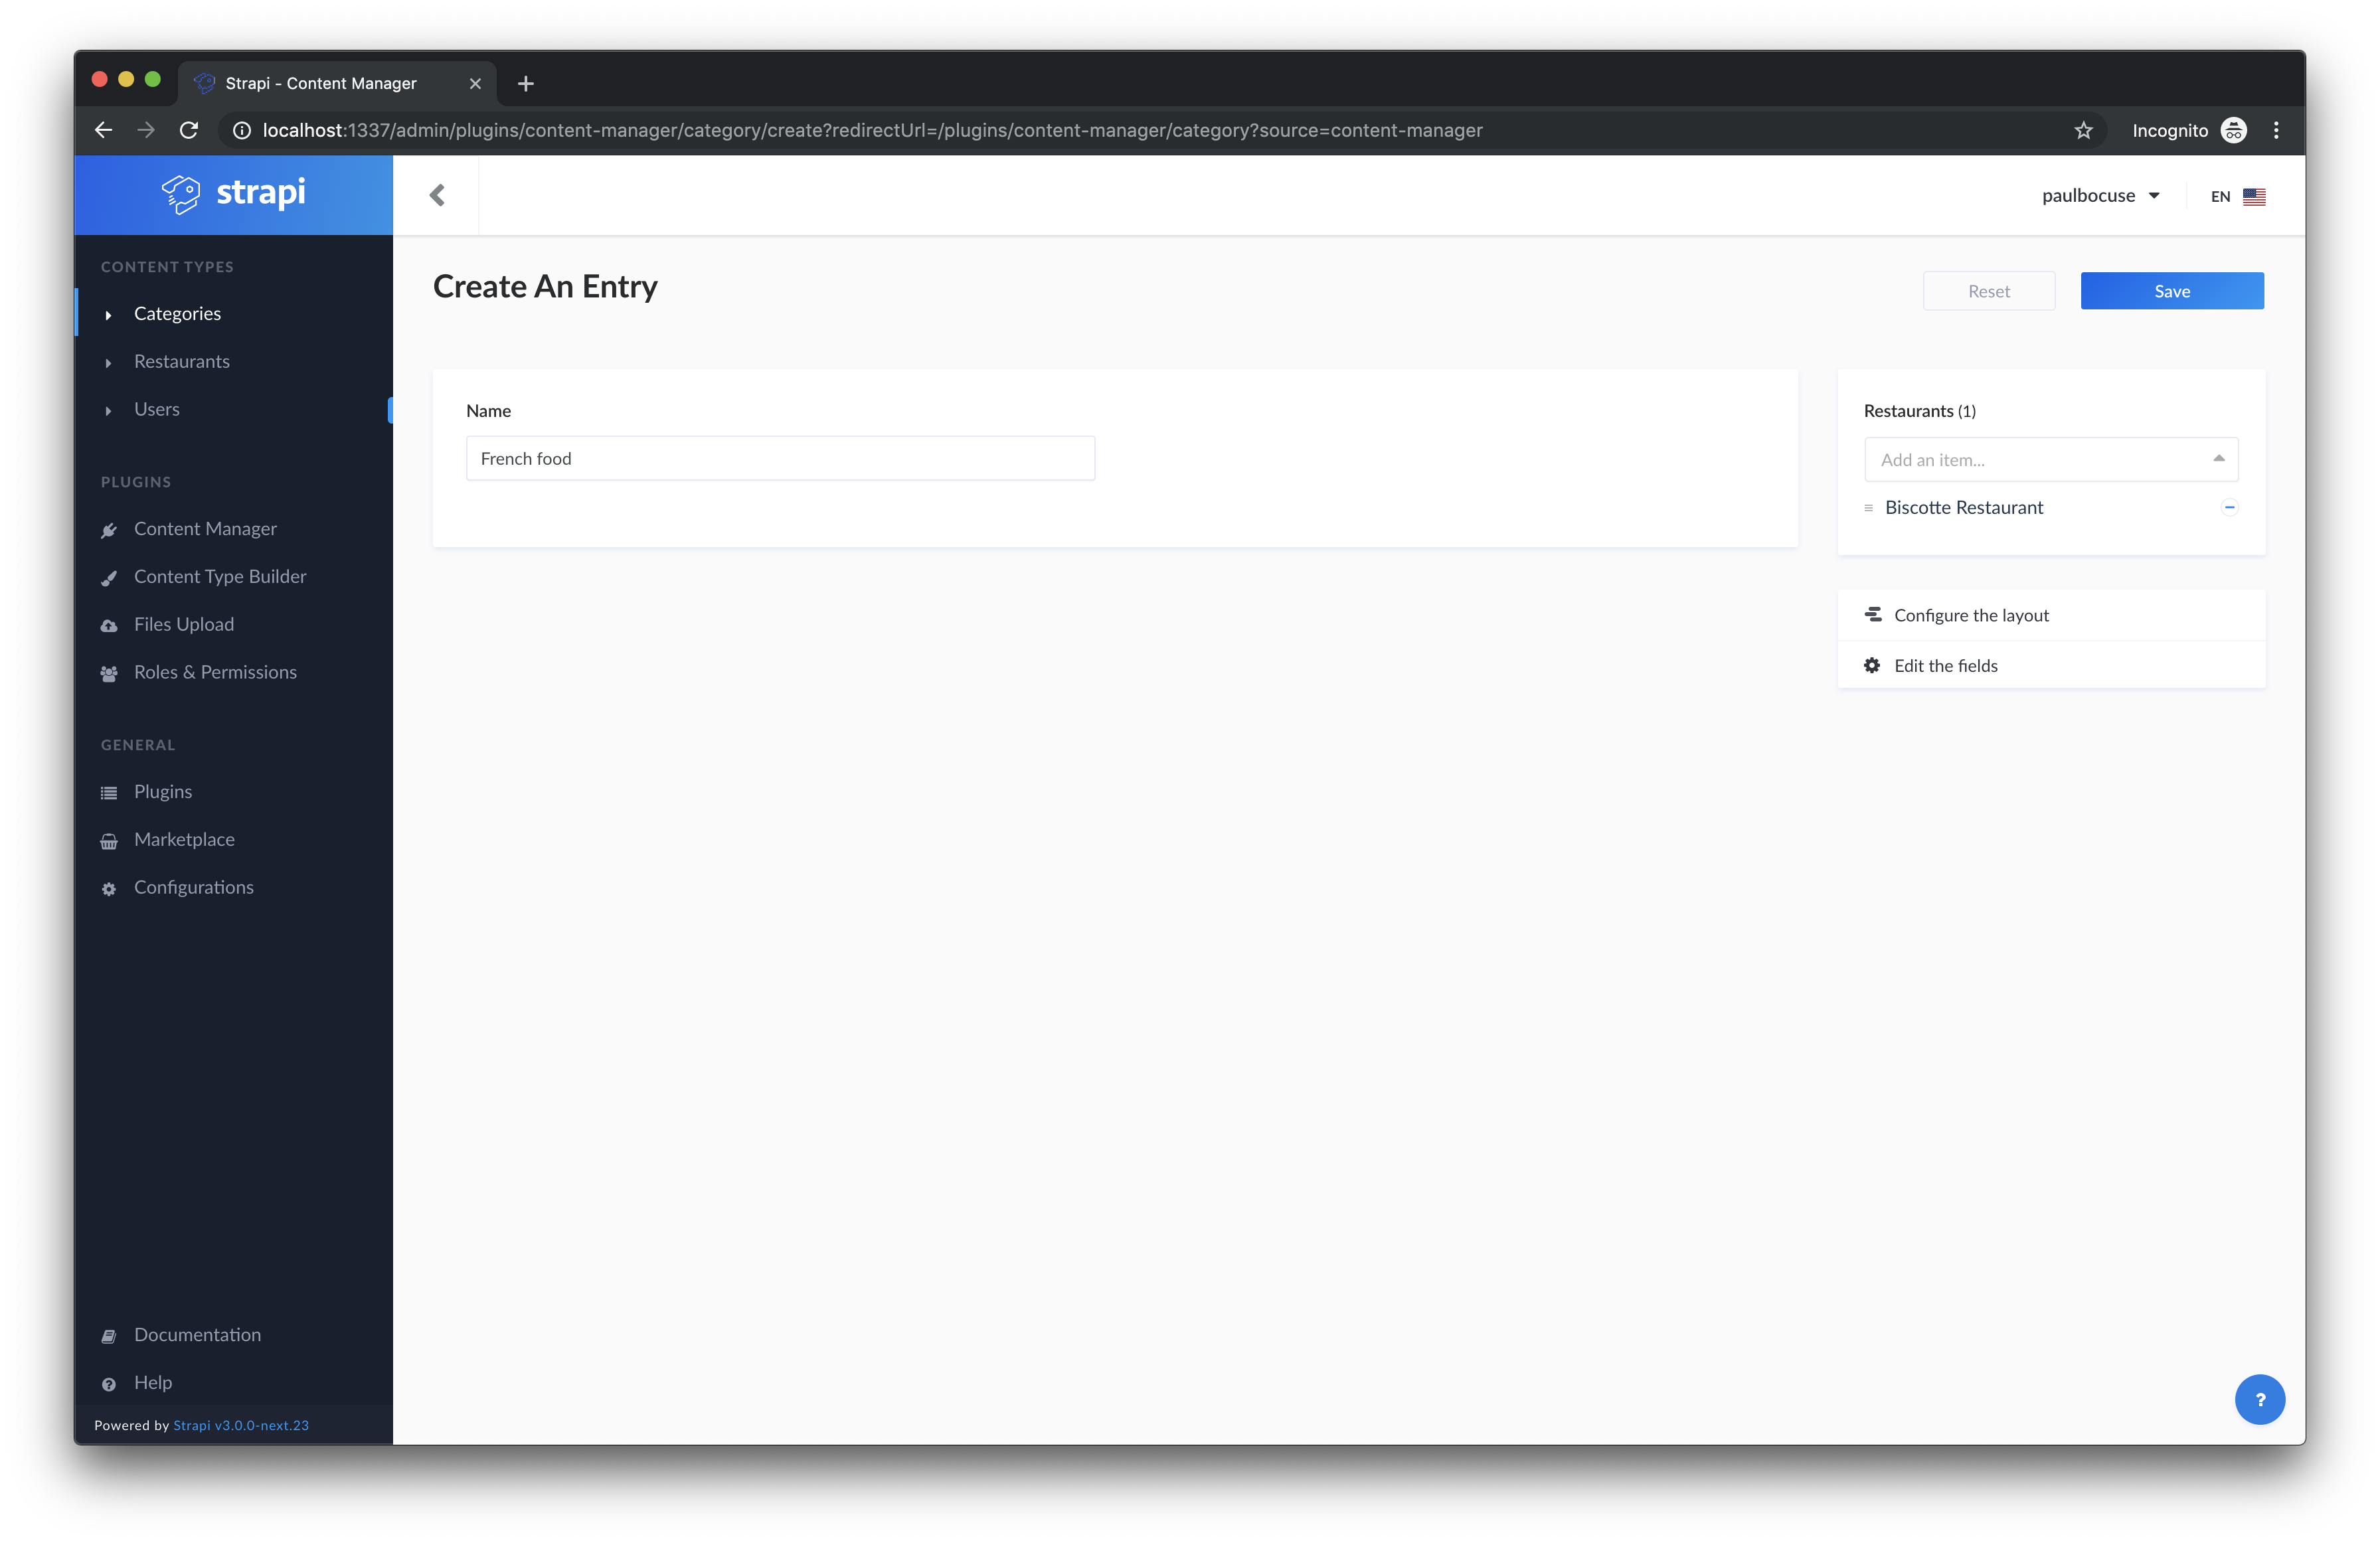 Strapi - Content Manager
localhost:1337/admin/plugins/content-manager/category/create?redirectUrl=/plugins/content-manager/category?source=content-manager
Incognito
strapi
paulbocuse
EN
CONTENT TYPES
Categories
Restaurants
Users
PLUGINS
Content Manager
Content Type Builder
Files Upload
Roles & Permissions
GENERAL
Plugins
Marketplace
Configurations
Documentation
Help
Powered by Strapi v3.0.0-next.23
Create An Entry
Reset
Save
Name
French food
Restaurants (1)
Add an item...
Biscotte Restaurant
Configure the layout
Edit the fields
?